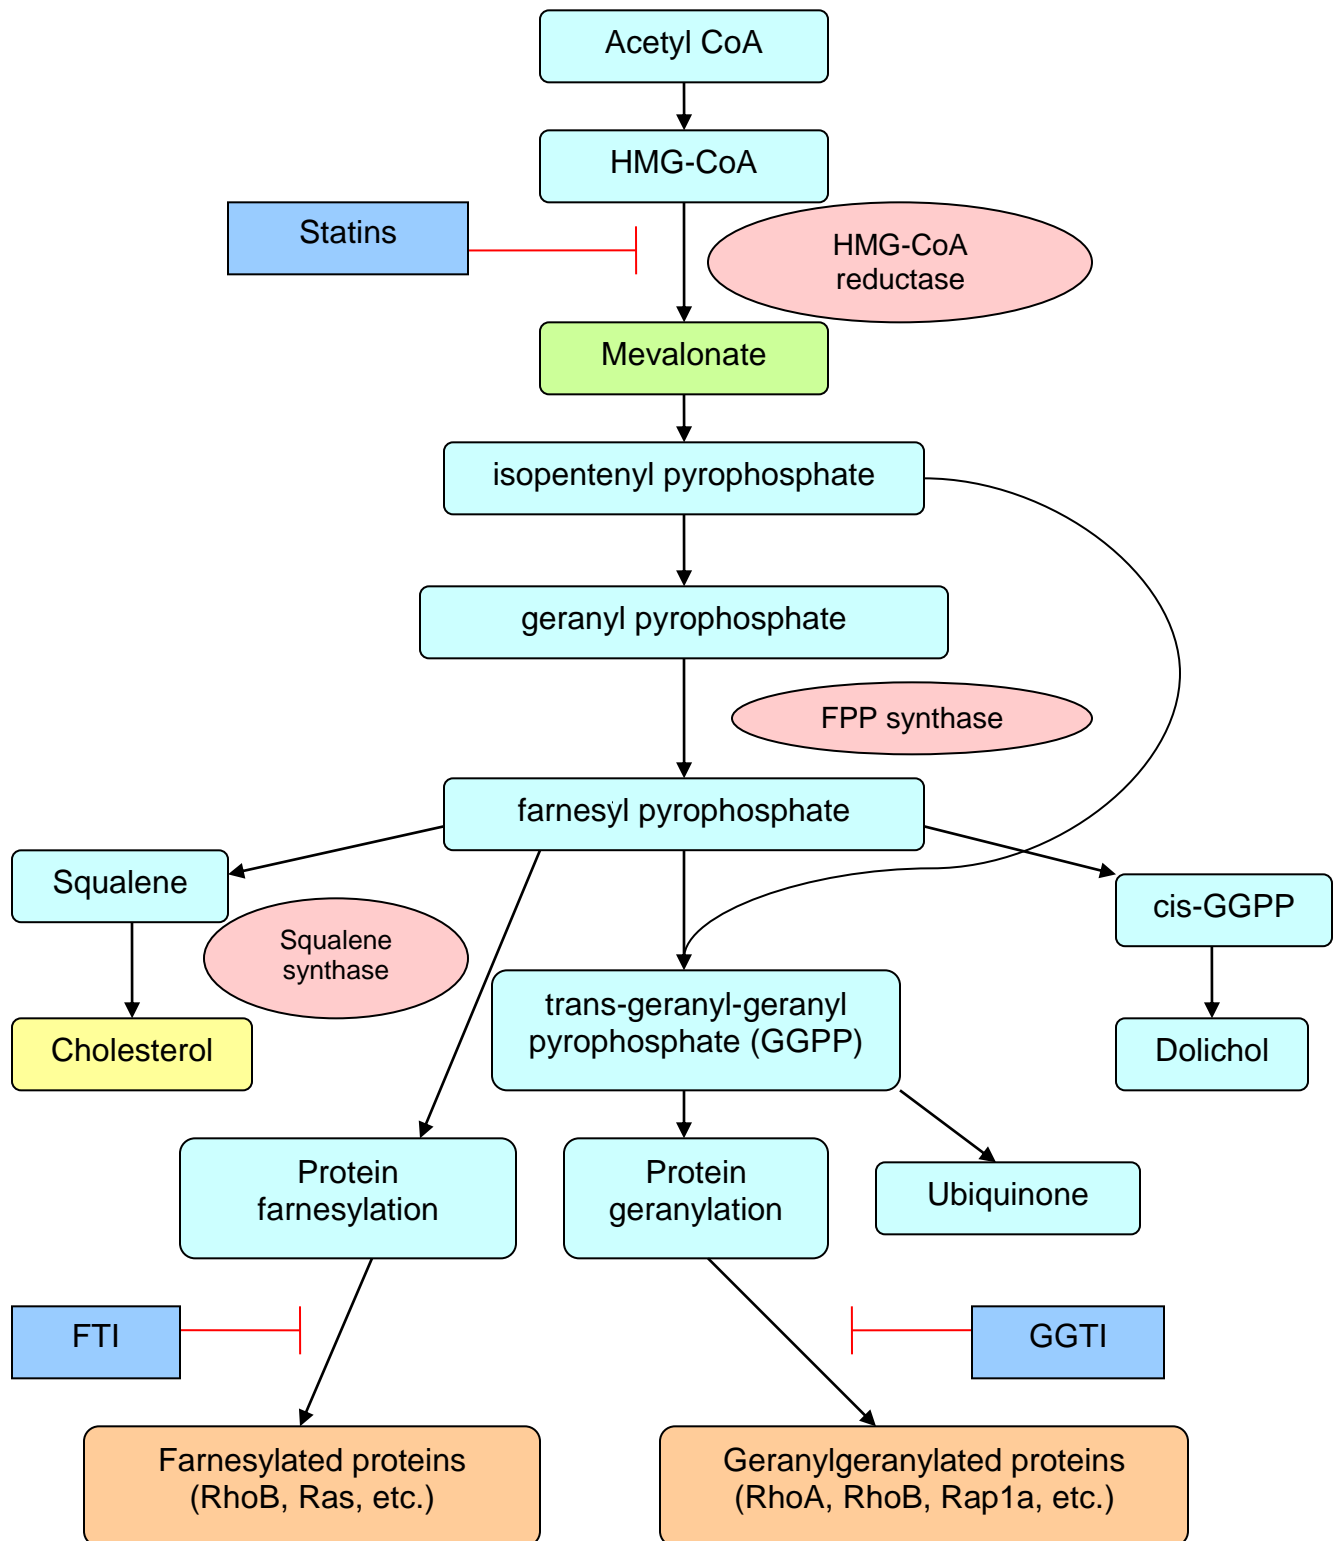 Acetyl CoA
HMG-CoA
Statins
HMG-CoA
reductase
Mevalonate
isopentenyl pyrophosphate
geranyl pyrophosphate
FPP synthase
farnesyl pyrophosphate
Squalene
cis-GGPP
Squalene
synthase
trans-geranyl-geranyl
pyrophosphate (GGPP)
Cholesterol
Dolichol
Protein
farnesylation
Protein
geranylation
Ubiquinone
FTI
GGTI
Farnesylated proteins
(RhoB, Ras, etc.)
Geranylgeranylated proteins
(RhoA, RhoB, Rap1a, etc.)